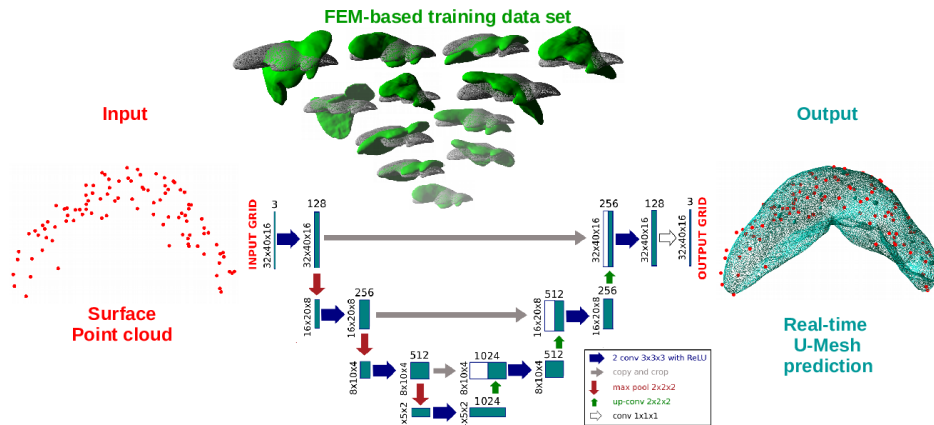 FEM-based training data set
Input
Output
3
128
256
128
3
INPUT GRID
32x40x16
32x40x16
32x40x16
32x40x16
32x40x16
OUTPUT GRID
16x20x8
256
16x20x8
512
16x20x8
256
16x20x8
8x10x4
512
8x10x4
1024
8x10x4
512
8x10x4
x5x2
1024
x5x2
Surface
Point cloud
Real-time
U-Mesh
prediction
2 conv 3x3x3 with ReLU
copy and crop
max pool 2x2x2
up-conv 2x2x2
conv 1x1x1